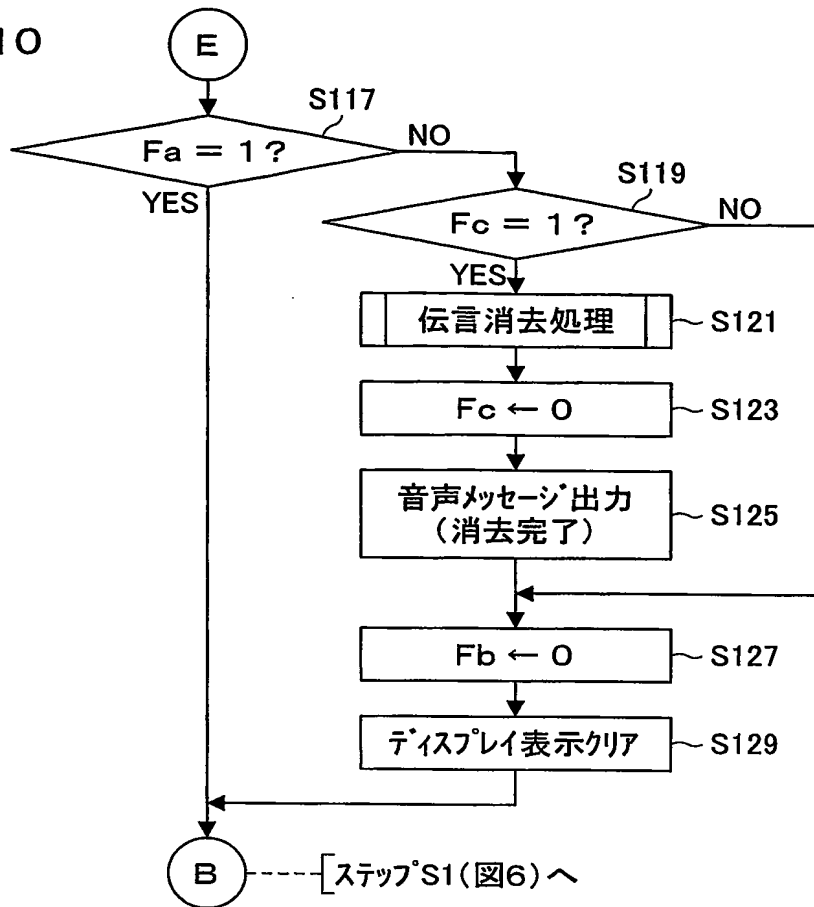 10
E
S117
Fa = 1?
NO
YES
S119
Fc = 1?
NO
YES
伝言消去処理
S121
Fc ← 0
S123
音声メッセージ出力
(消去完了)
S125
Fb ← 0
S127
ディスプレイ表示クリア
S129
B
ステップS1(図6)へ